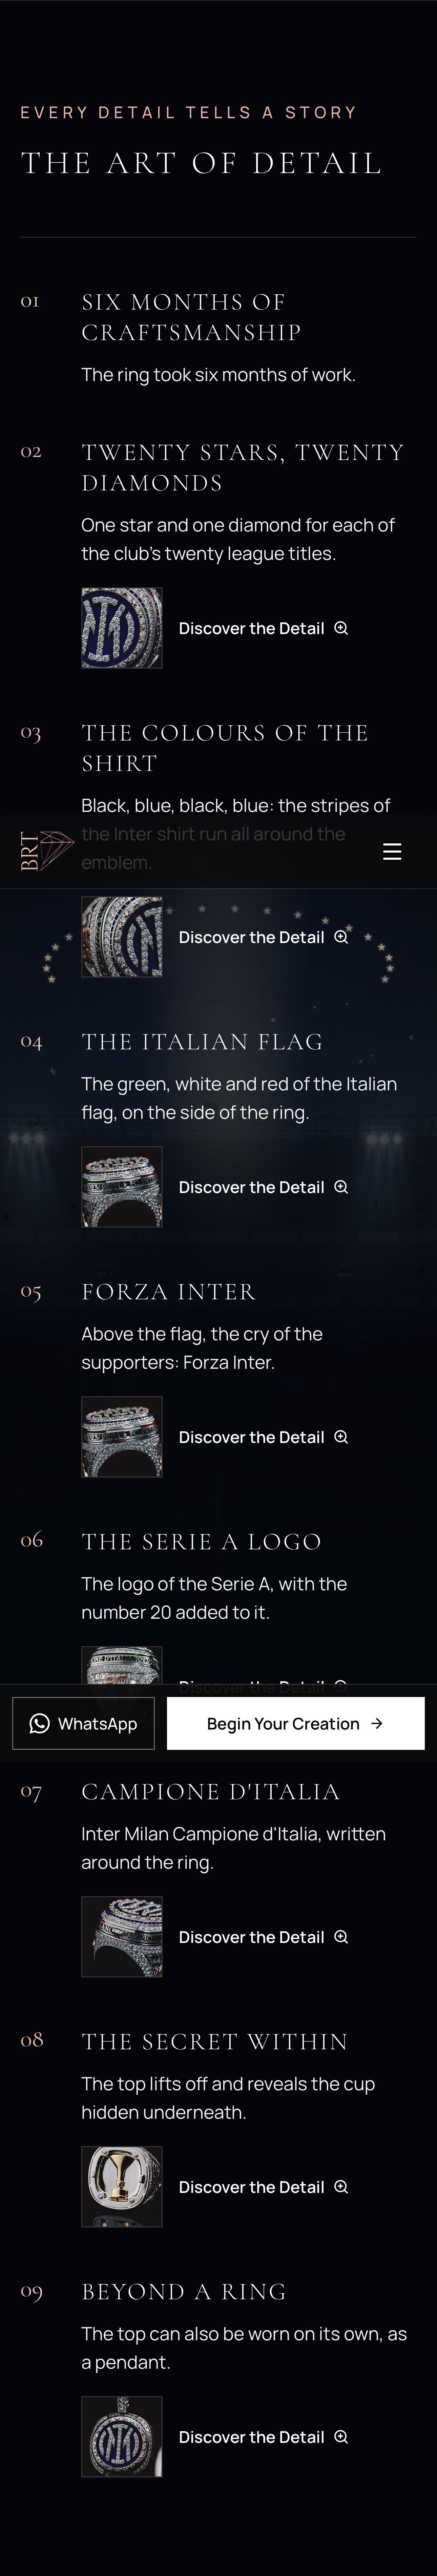 EVERY DETAIL TELLS A STORY
THE ART OF DETAIL
01
SIX MONTHS OF
CRAFTSMANSHIP
The ring took six months of work.
02
TWENTY STARS, TWENTY
DIAMONDS
One star and one diamond for each of
the club's twenty league titles.
Discover the Detail
03
THE COLOURS OF THE
SHIRT
Black, blue, black, blue: the stripes of
the Inter shirt run all around the
emblem.
BRT
Discover the Detail
04
THE ITALIAN FLAG
The green, white and red of the Italian
flag, on the side of the ring.
Discover the Detail
05
FORZA INTER
Above the flag, the cry of the
supporters: Forza Inter.
Discover the Detail
06
THE SERIE A LOGO
The logo of the Serie A, with the
number 20 added to it.
Discover the Detail
WhatsApp
Begin Your Creation
07
CAMPIONE D'ITALIA
Inter Milan Campione d'Italia, written
around the ring.
Discover the Detail
08
THE SECRET WITHIN
The top lifts off and reveals the cup
hidden underneath.
Discover the Detail
09
BEYOND A RING
The top can also be worn on its own, as
a pendant.
Discover the Detail